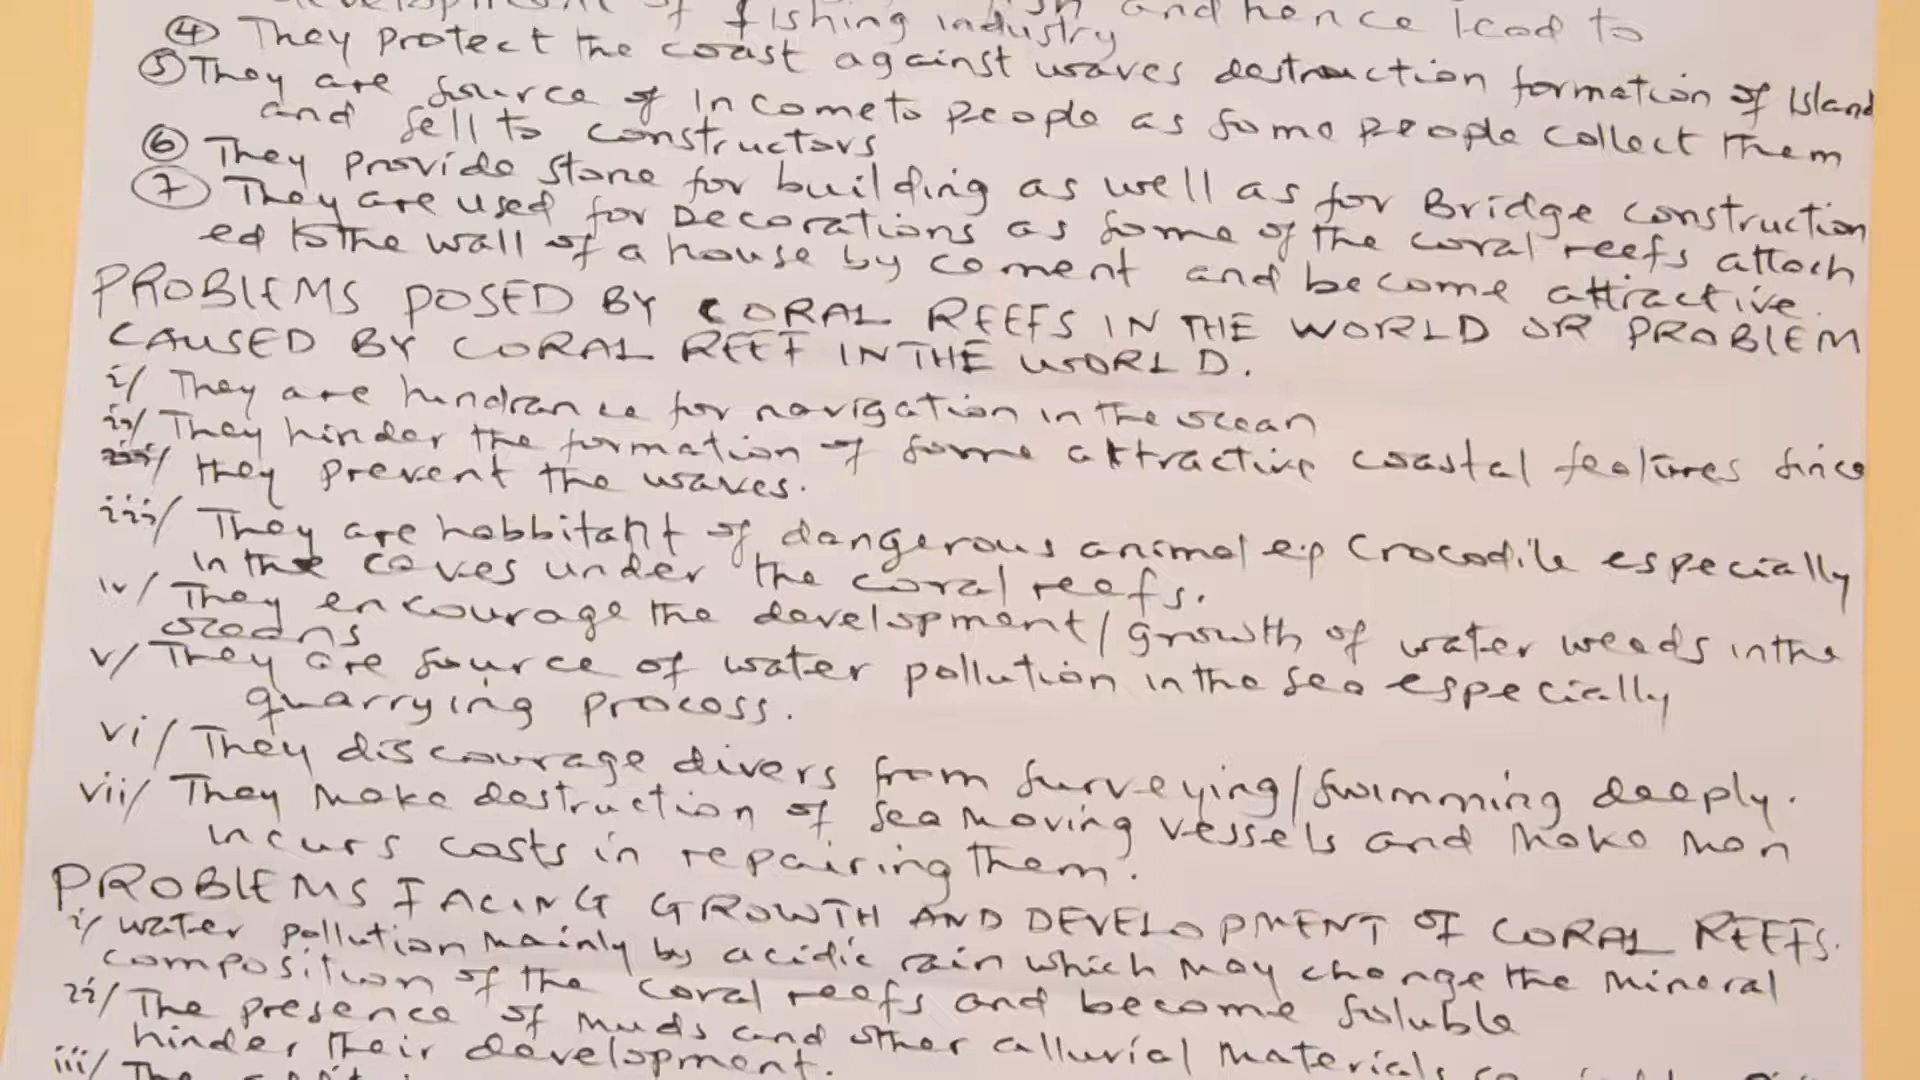 development of fishing industry and hence lead to
④ They protect the coast against waves destruction formation of Island
⑤ They are source of income to people as some people collect them
and sell to constructors
⑥ They provide stone for building as well as for Bridge construction
⑦ They are used for Decorations as some of the coral reefs attach
ed to the wall of a house by cement and become attractive.
PROBLEMS POSED BY CORAL REEFS IN THE WORLD OR PROBLEM
CAUSED BY CORAL REEF IN THE WORLD.
i/ They are hindrance for navigation in the ocean
ii/ They hinder the formation of some attractive coastal features since
they prevent the waves.
iii/ They are habbitant of dangerous animal e.g Crocodile especially
in the caves under the coral reefs.
iv/ They encourage the development/growth of water weeds in the
oceans
v/ They are source of water pollution in the sea especially
quarrying process.
vi/ They discourage divers from surveying/swimming deeply.
vii/ They make destruction of sea moving vessels and make man
incurs costs in repairing them.
PROBLEMS FACING GROWTH AND DEVELOPMENT OF CORAL REEFS.
i/ water pollution mainly by acidic rain which may change the mineral
composition of the coral reefs and become soluble
ii/ The presence of muds and other alluvial materials
hinder their development.
iii/ The